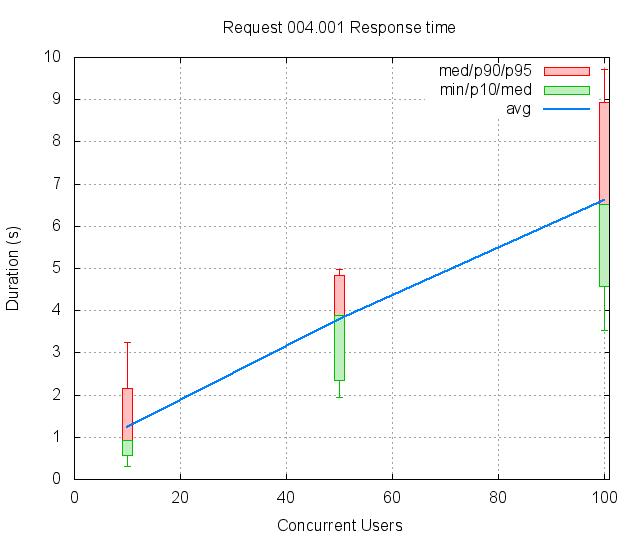 Request 004.001 Response time
10
9
8
7
6
5
4
3
2
1
0
Duration (s)
med/p90/p95
min/p10/med
avg
0 20 40 60 80 100
Concurrent Users